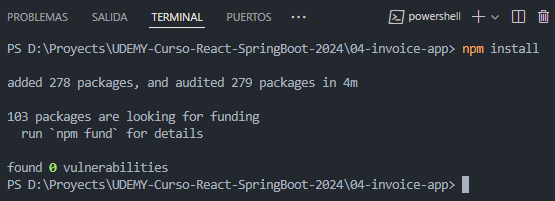 PROBLEMAS SALIDA TERMINAL PUERTOS ··· powershell
PS D:\Proyects\UDEMY-Curso-React-SpringBoot-2024\04-invoice-app> npm install
added 278 packages, and audited 279 packages in 4m
103 packages are looking for funding
run `npm fund` for details
found 0 vulnerabilities
PS D:\Proyects\UDEMY-Curso-React-SpringBoot-2024\04-invoice-app>